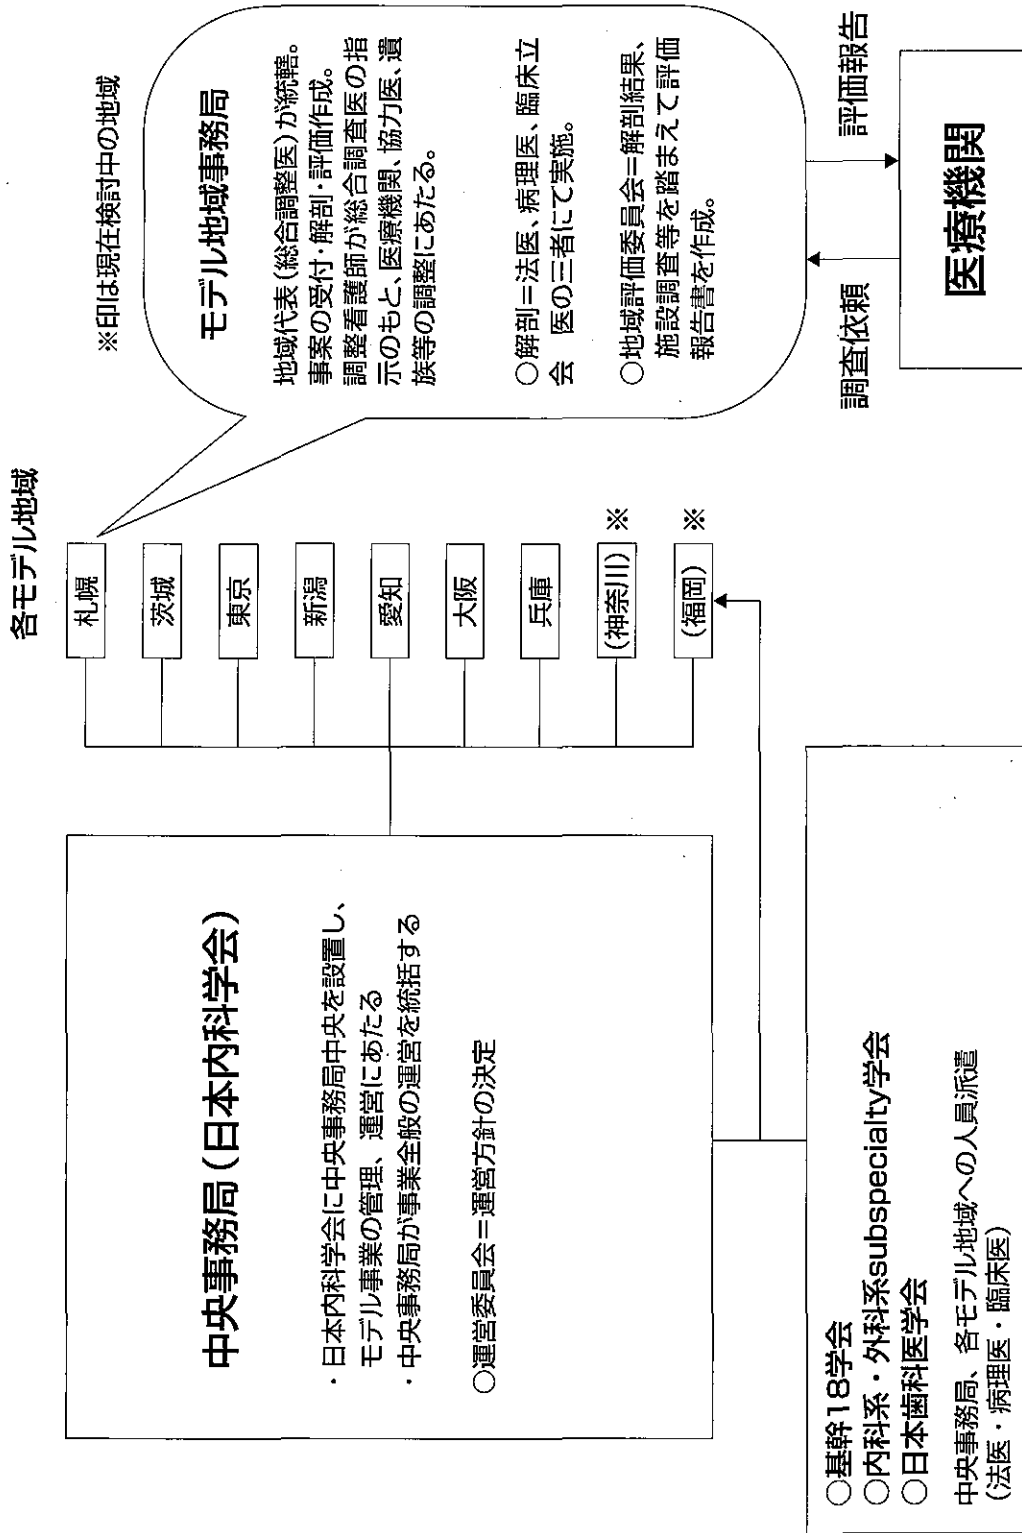 各モデル地域
※印は現在検討中の地域
中央事務局(日本内科学会)
・日本内科学会に中央事務局中央を設置し、
モデル事業の管理、運営にあたる
・中央事務局が事業全般の運営を統括する
○運営委員会=運営方針の決定
札幌
茨城
東京
新潟
愛知
大阪
兵庫
(神奈川) ※
(福岡) ※
モデル地域事務局
地域代表(総合調整医)が統轄。
事案の受付・解剖・評価作成。
調整看護師が総合調査医の指
示のもと、医療機関、協力医、遺
族等の調整にあたる。
○解剖=法医、病理医、臨床立
会 医の三者にて実施。
○地域評価委員会=解剖結果、
施設調査等を踏まえて評価
報告書を作成。
調査依頼
評価報告
医療機関
○基幹18学会
○内科系・外科系subspecialty学会
○日本歯科医学会
中央事務局、各モデル地域への人員派遣
(法医・病理医・臨床医)